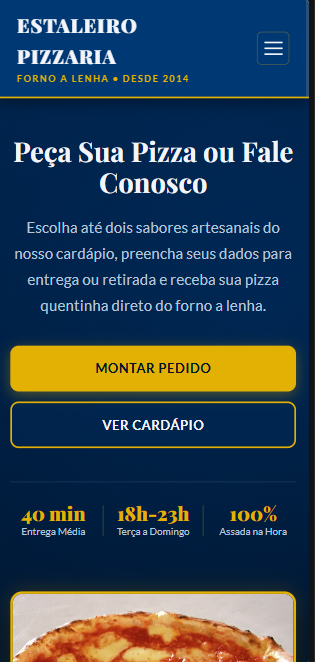 ESTALEIRO
PIZZARIA
FORNO A LENHA • DESDE 2014
Peça Sua Pizza ou Fale
Conosco
Escolha até dois sabores artesanais do
nosso cardápio, preencha seus dados para
entrega ou retirada e receba sua pizza
quentinha direto do forno a lenha.
MONTAR PEDIDO
VER CARDÁPIO
40 min
Entrega Média
18h-23h
Terça a Domingo
100%
Assada na Hora